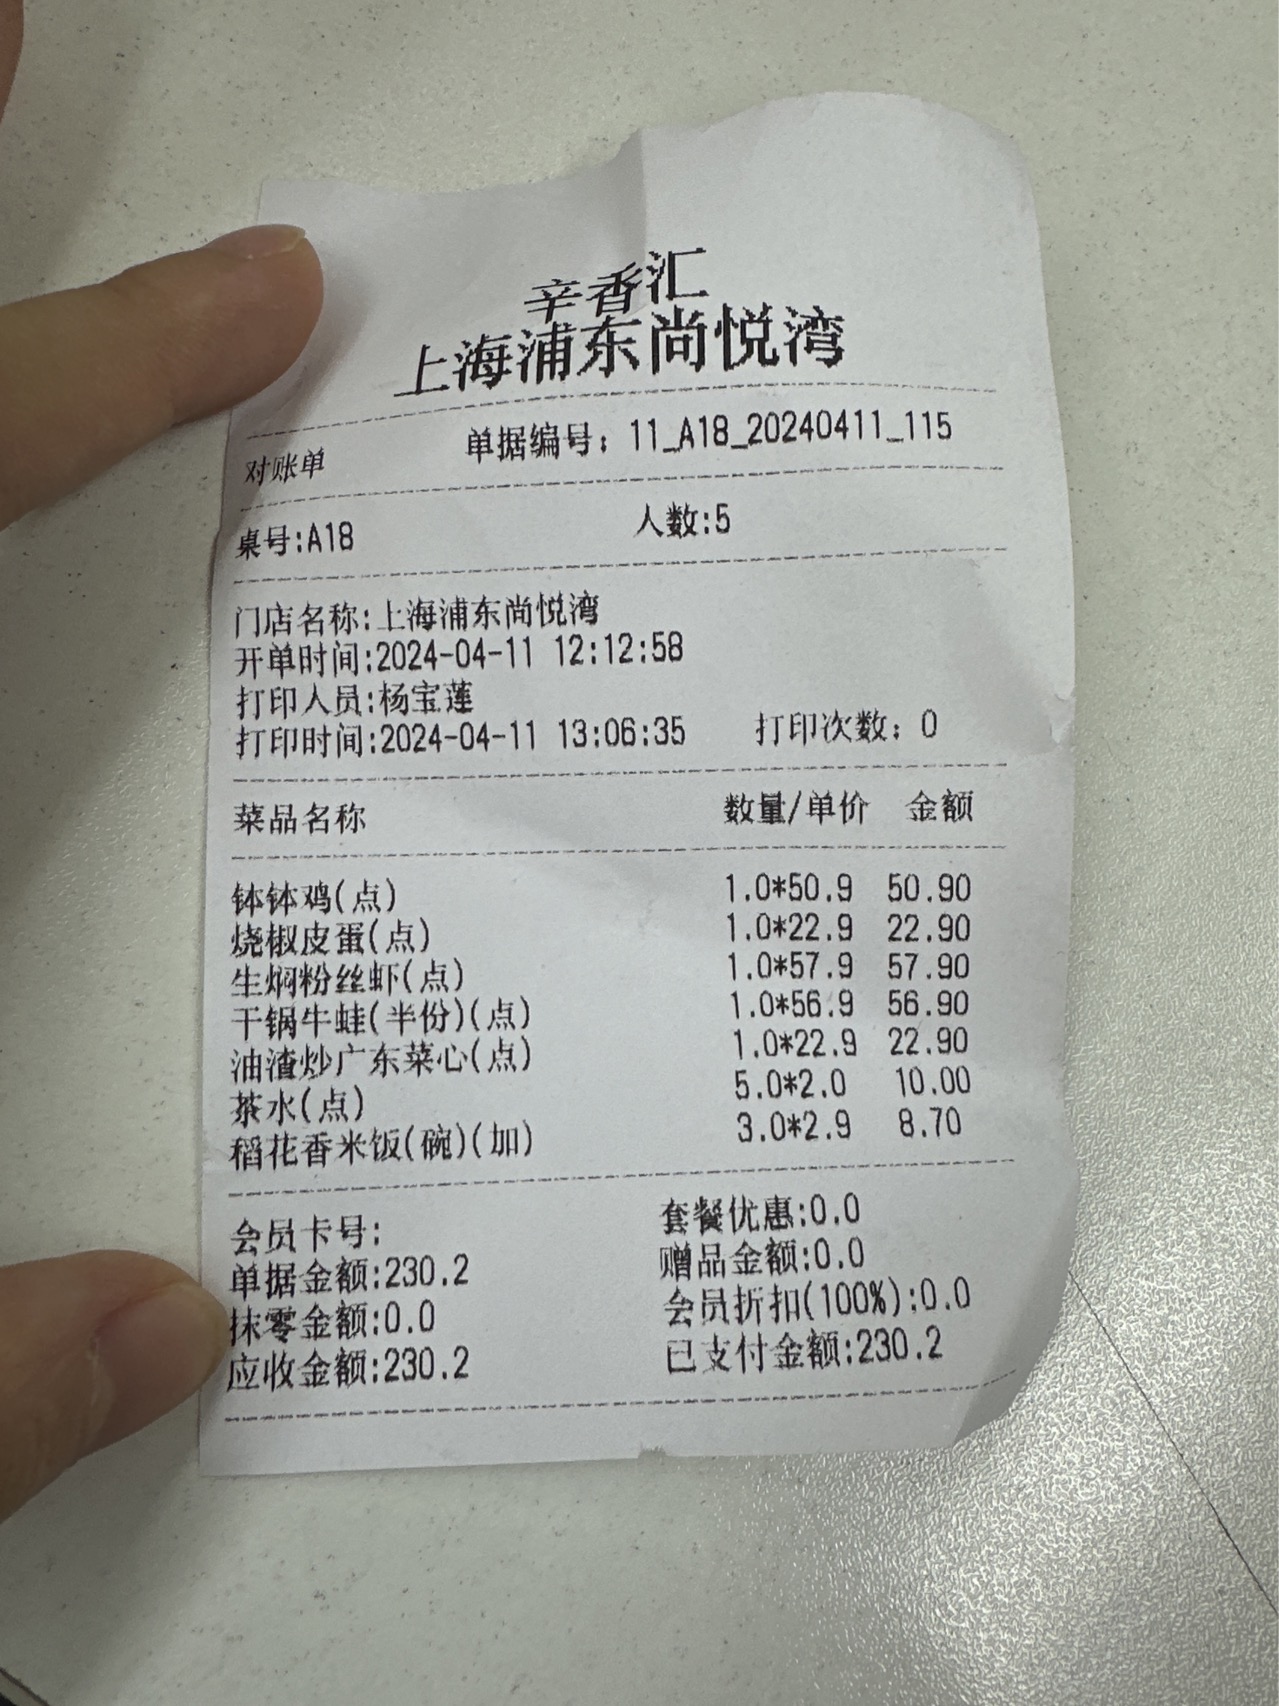 辛香汇
上海浦东尚悦湾
对账单 单据编号：11_A18_20240411_115
桌号:A18 人数:5
门店名称:上海浦东尚悦湾
开单时间:2024-04-11 12:12:58
打印人员:杨宝莲
打印时间:2024-04-11 13:06:35 打印次数：0
菜品名称 数量/单价 金额
钵钵鸡(点) 1.0*50.9 50.90
烧椒皮蛋(点) 1.0*22.9 22.90
生焖粉丝虾(点) 1.0*57.9 57.90
干锅牛蛙(半份)(点) 1.0*56.9 56.90
油渣炒广东菜心(点) 1.0*22.9 22.90
茶水(点) 5.0*2.0 10.00
稻花香米饭(碗)(加) 3.0*2.9 8.70
会员卡号: 套餐优惠:0.0
单据金额:230.2 赠品金额:0.0
抹零金额:0.0 会员折扣(100%):0.0
应收金额:230.2 已支付金额:230.2